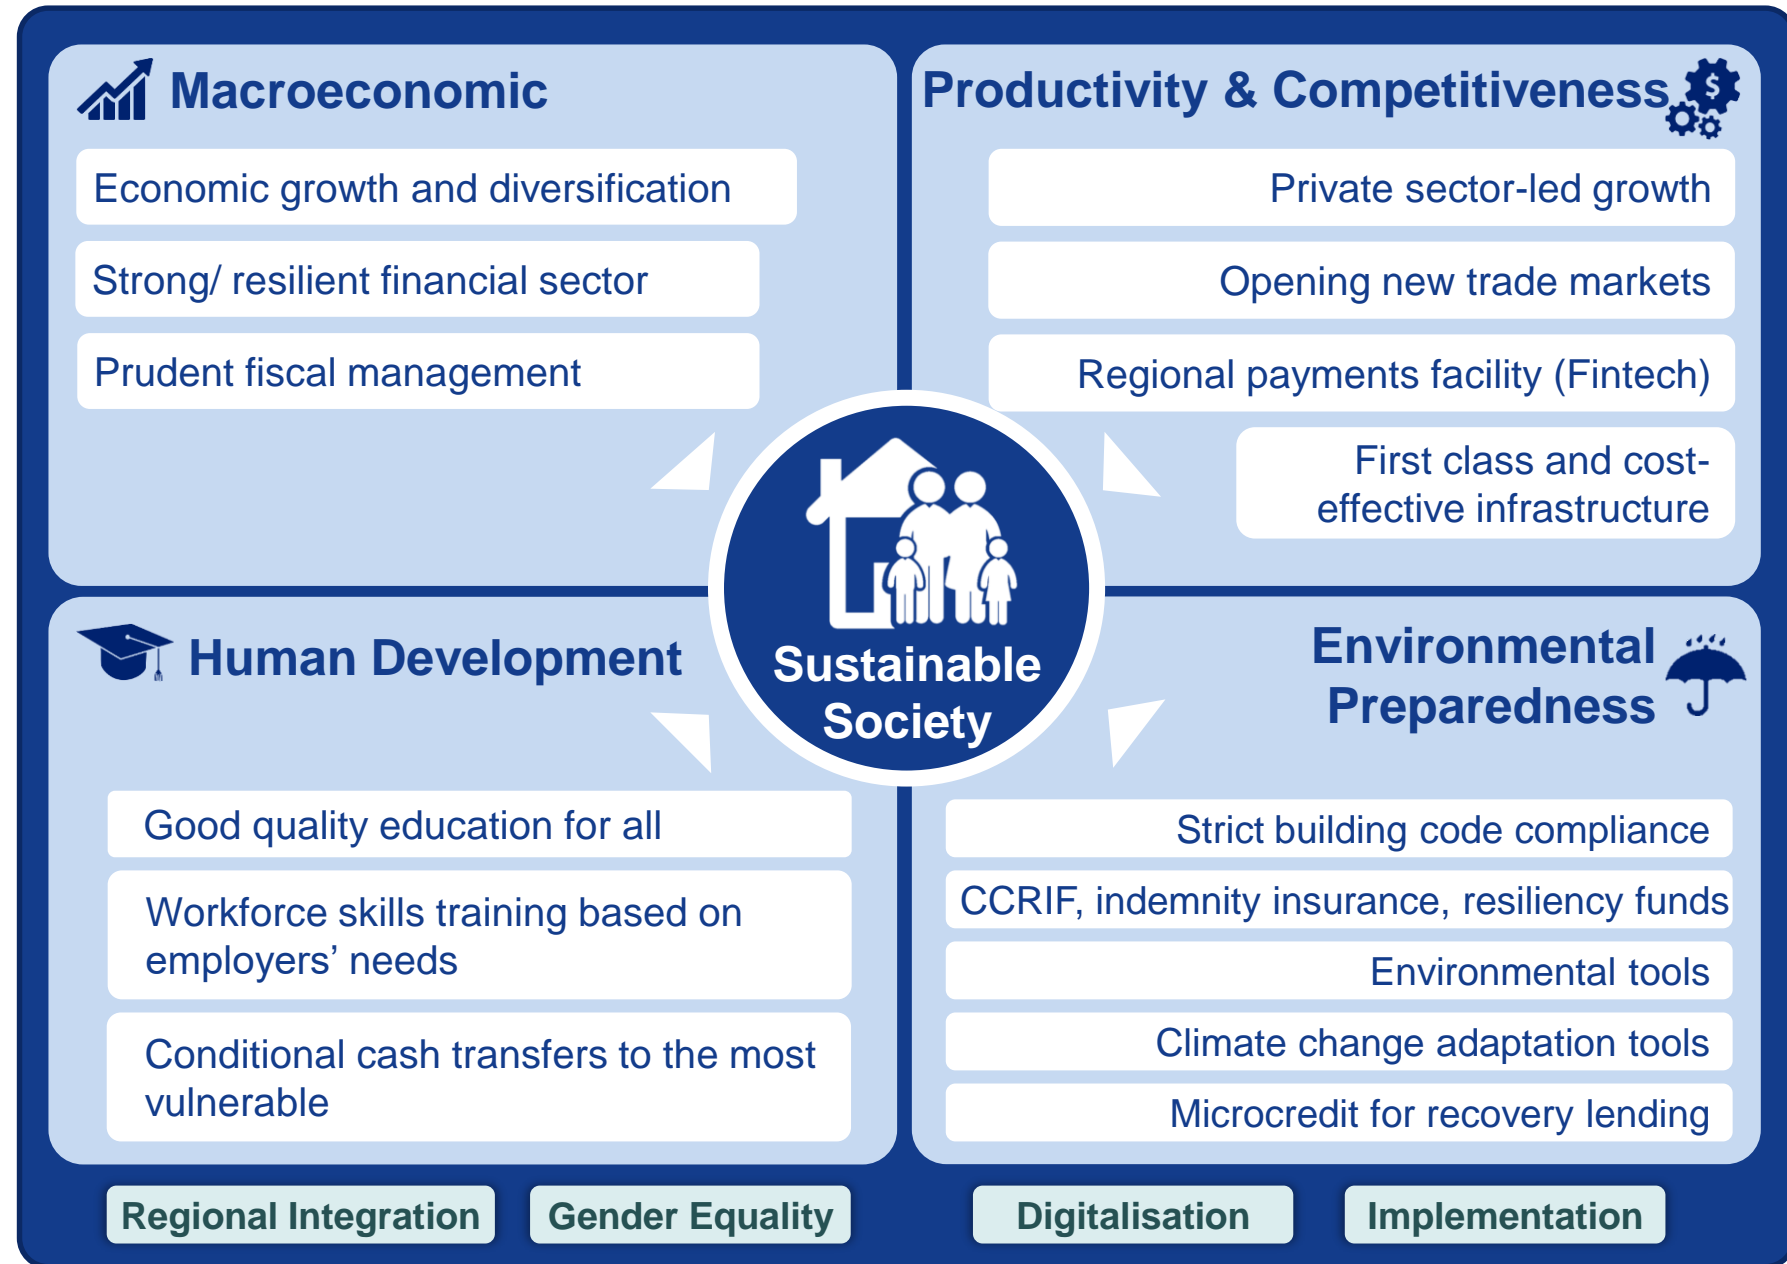 Macroeconomic
Economic growth and diversification
Strong/ resilient financial sector
Prudent fiscal management
Productivity & Competitiveness
$
Private sector-led growth
Opening new trade markets
Regional payments facility (Fintech)
First class and cost-
effective infrastructure
Sustainable
Society
Human Development
Good quality education for all
Workforce skills training based on
employers’ needs
Conditional cash transfers to the most
vulnerable
Environmental
Preparedness
Strict building code compliance
CCRIF, indemnity insurance, resiliency funds
Environmental tools
Climate change adaptation tools
Microcredit for recovery lending
Regional Integration
Gender Equality
Digitalisation
Implementation